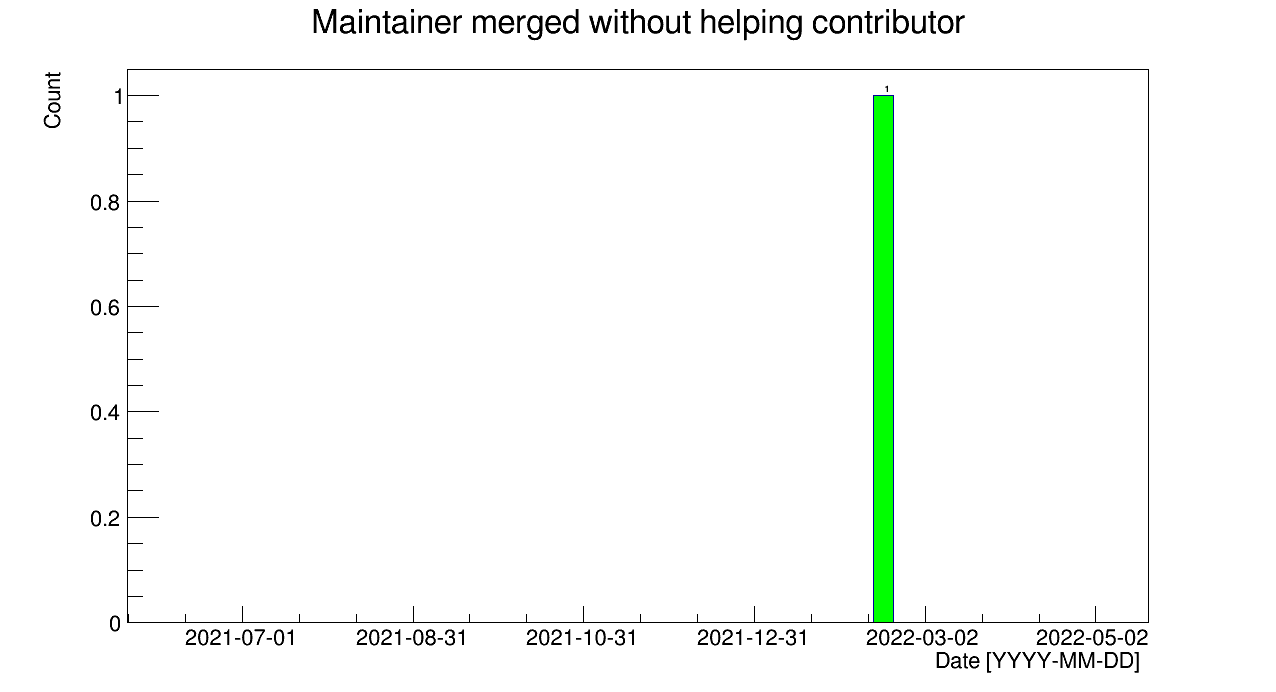 Maintainer merged without helping contributor
Count
1
1
0.8
0.6
0.4
0.2
0
2021-07-01 2021-08-31 2021-10-31 2021-12-31 2022-03-02 2022-05-02
Date [YYYY-MM-DD]